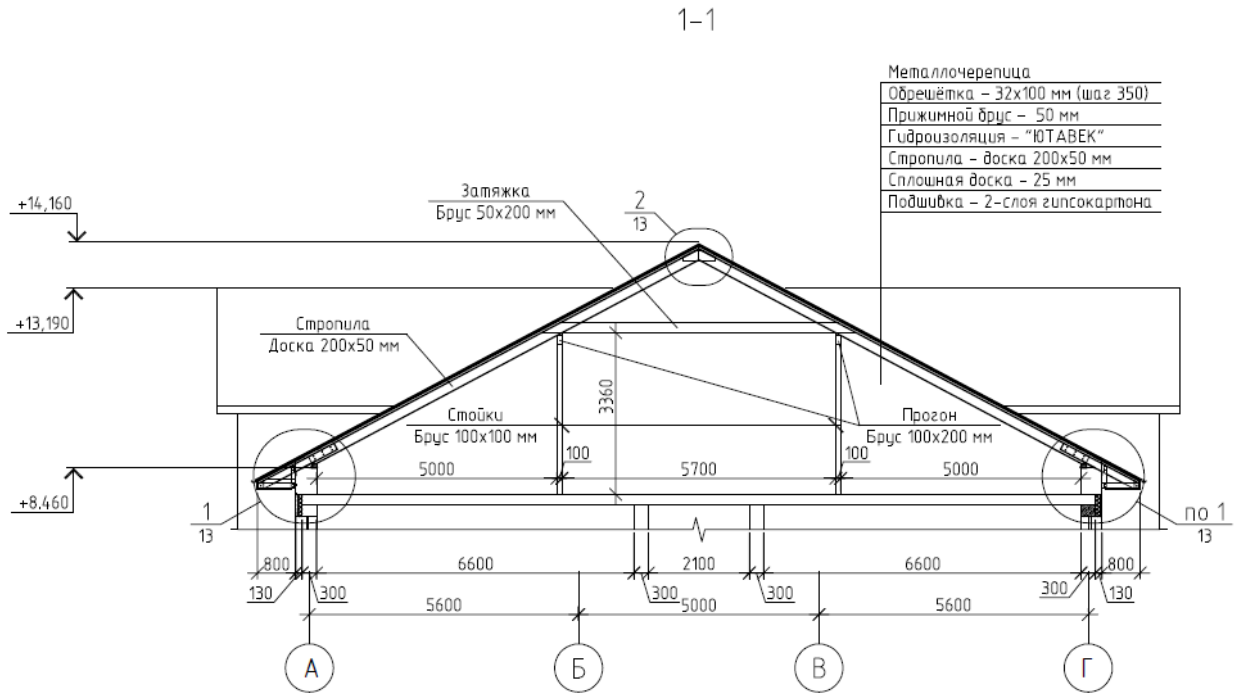 1-1
Металлочерепица
Обрешётка - 32х100 мм (шаг 350)
Прижимной брус - 50 мм
Гидроизоляция - "ЮТАВЕК"
Стропила - доска 200х50 мм
Сплошная доска - 25 мм
Подшивка - 2-слоя гипсокартона
Затяжка
Брус 50х200 мм
2
13
+14,160
+13,190
Стропила
Доска 200х50 мм
3360
Стойки
Брус 100х100 мм
Прогон
Брус 100х200 мм
100
100
5000
5700
5000
+8,460
1
13
по 1
13
800
6600
2100
6600
800
130
300
300
300
300
130
5600
5000
5600
А
Б
В
Г